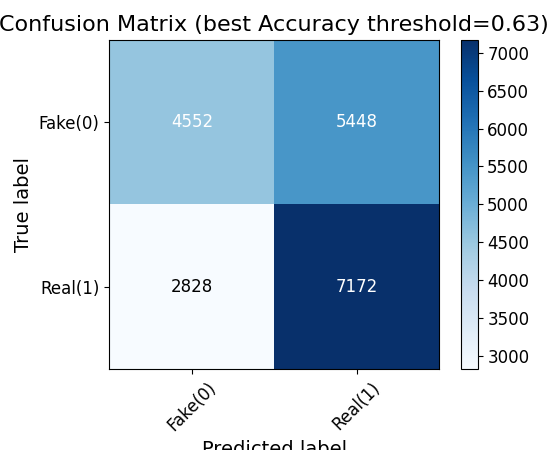 Confusion Matrix (best Accuracy threshold=0.63)
Fake(0) 4552 5448
Real(1) 2828 7172
True label
Fake(0) Real(1)
Predicted label
7000
6500
6000
5500
5000
4500
4000
3500
3000